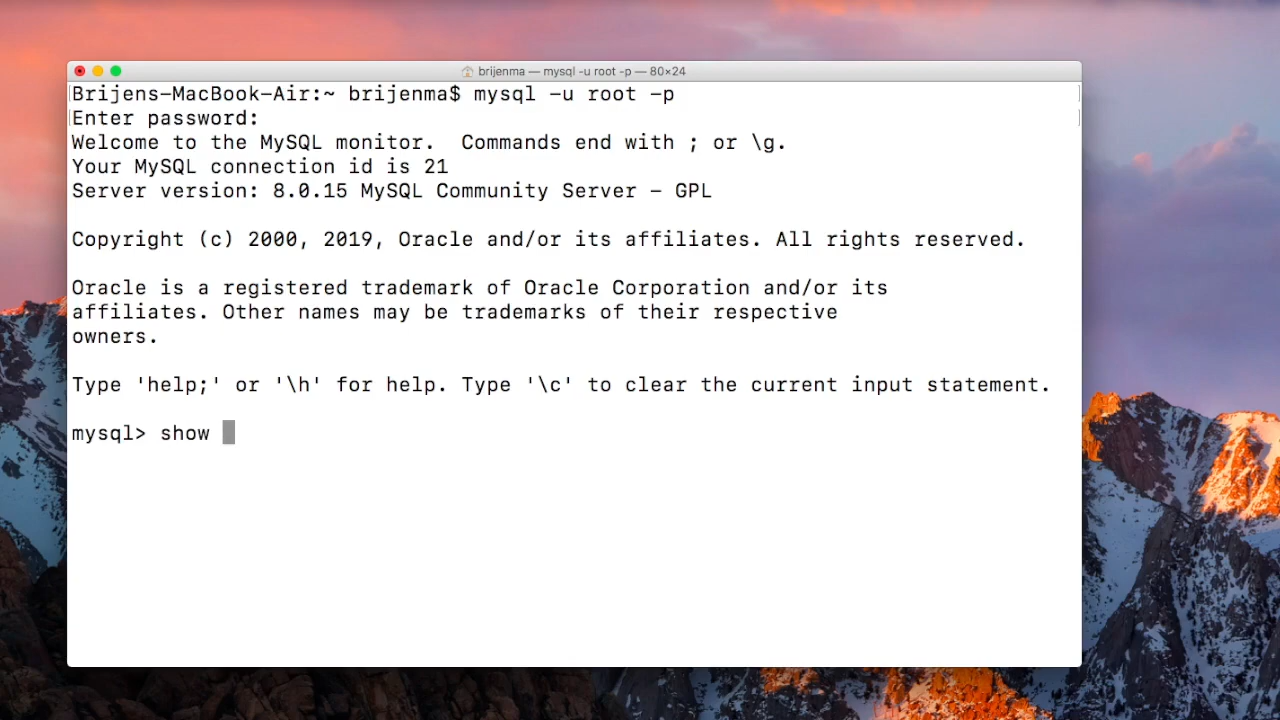 brijenma — mysql -u root -p — 80×24
Brijens-MacBook-Air:~ brijenma$ mysql -u root -p
Enter password:
Welcome to the MySQL monitor.  Commands end with ; or \g.
Your MySQL connection id is 21
Server version: 8.0.15 MySQL Community Server - GPL
Copyright (c) 2000, 2019, Oracle and/or its affiliates. All rights reserved.
Oracle is a registered trademark of Oracle Corporation and/or its
affiliates. Other names may be trademarks of their respective
owners.
Type 'help;' or '\h' for help. Type '\c' to clear the current input statement.
mysql> show